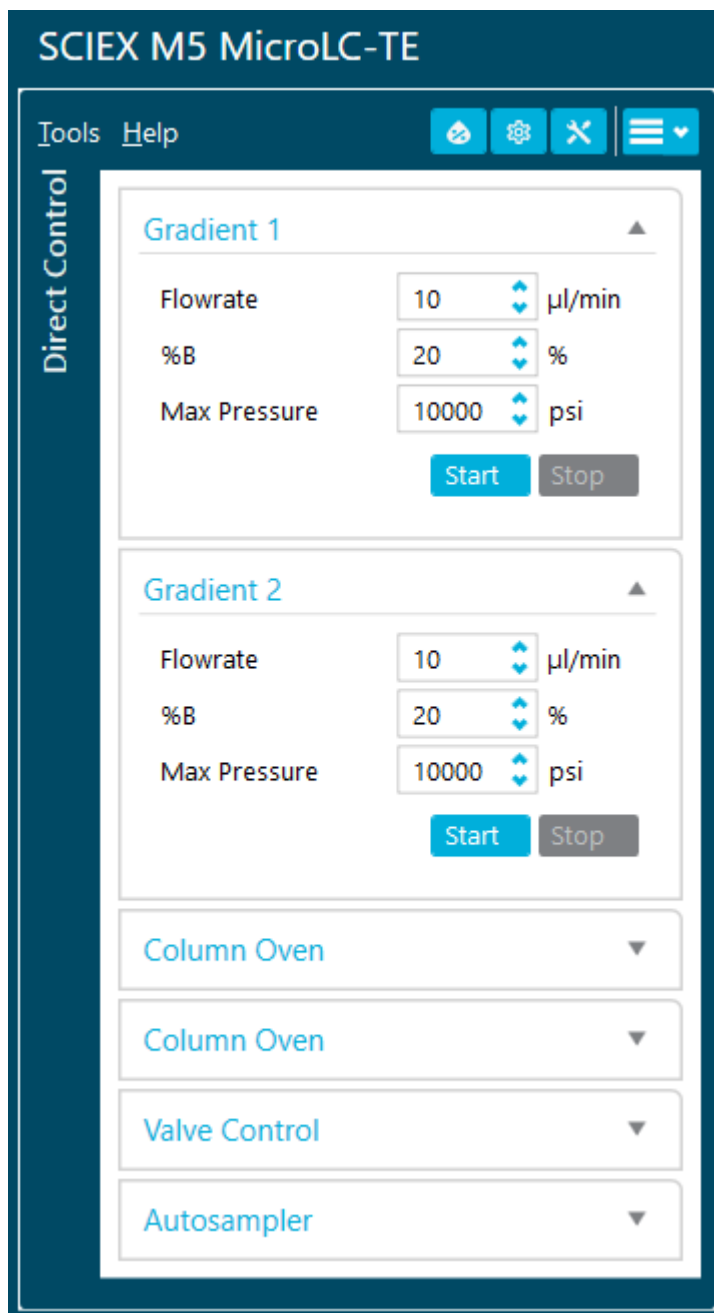 SCIEX M5 MicroLC-TE
Tools Help
Direct Control
Gradient 1
Flowrate 10 µl/min
%B 20 %
Max Pressure 10000 psi
Start Stop
Gradient 2
Flowrate 10 µl/min
%B 20 %
Max Pressure 10000 psi
Start Stop
Column Oven
Column Oven
Valve Control
Autosampler